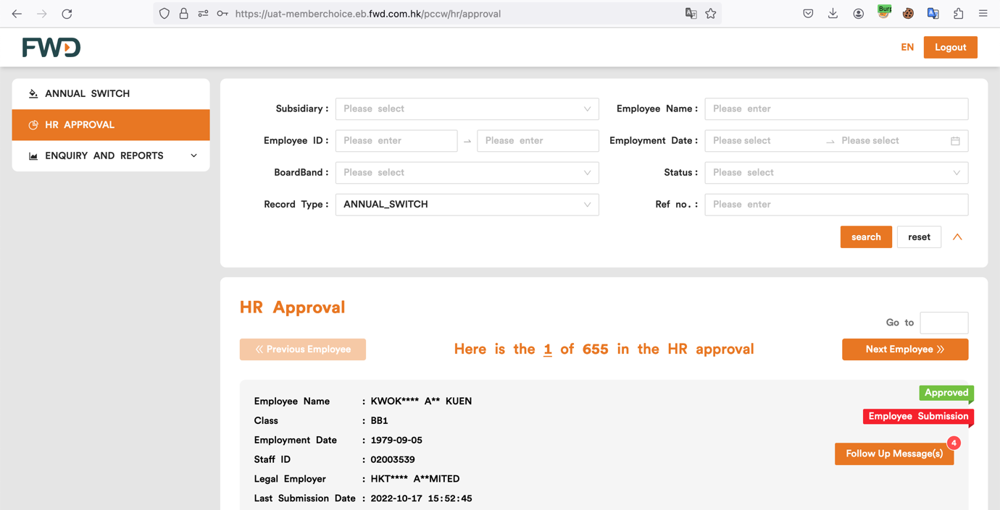 https://uat-memberchoice.eb.fwd.com.hk/pccw/hr/approval
Burp
FWD
EN
Logout
ANNUAL SWITCH
HR APPROVAL
ENQUIRY AND REPORTS
Subsidiary : Please select
Employee Name : Please enter
Employee ID : Please enter → Please enter
Employment Date : Please select → Please select
BoardBand : Please select
Status : Please select
Record Type : ANNUAL_SWITCH
Ref no. : Please enter
search
reset
HR Approval
Go to
« Previous Employee
Here is the 1 of 655 in the HR approval
Next Employee »
Employee Name : KWOK**** A** KUEN
Approved
Class : BB1
Employee Submission
Employment Date : 1979-09-05
4
Follow Up Message(s)
Staff ID : 02003539
Legal Employer : HKT**** A**MITED
Last Submission Date : 2022-10-17 15:52:45